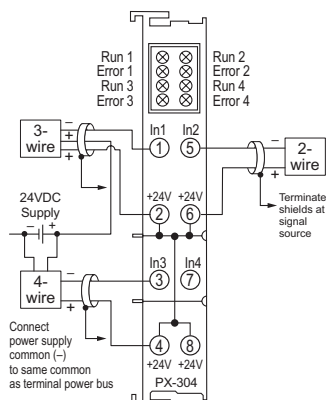 Run 1
Error 1
Run 3
Error 3
Run 2
Error 2
Run 4
Error 4
3-
wire
–
+
+
In1
In2
1
5
2-
wire
–
+
24VDC
Supply
– +
+24V
+24V
2
6
Terminate
shields at
signal
source
4-
wire
–
+
In3
In4
3
7
Connect
power supply
common (–)
to same common
as terminal power bus
4
8
+24V
+24V
PX-304